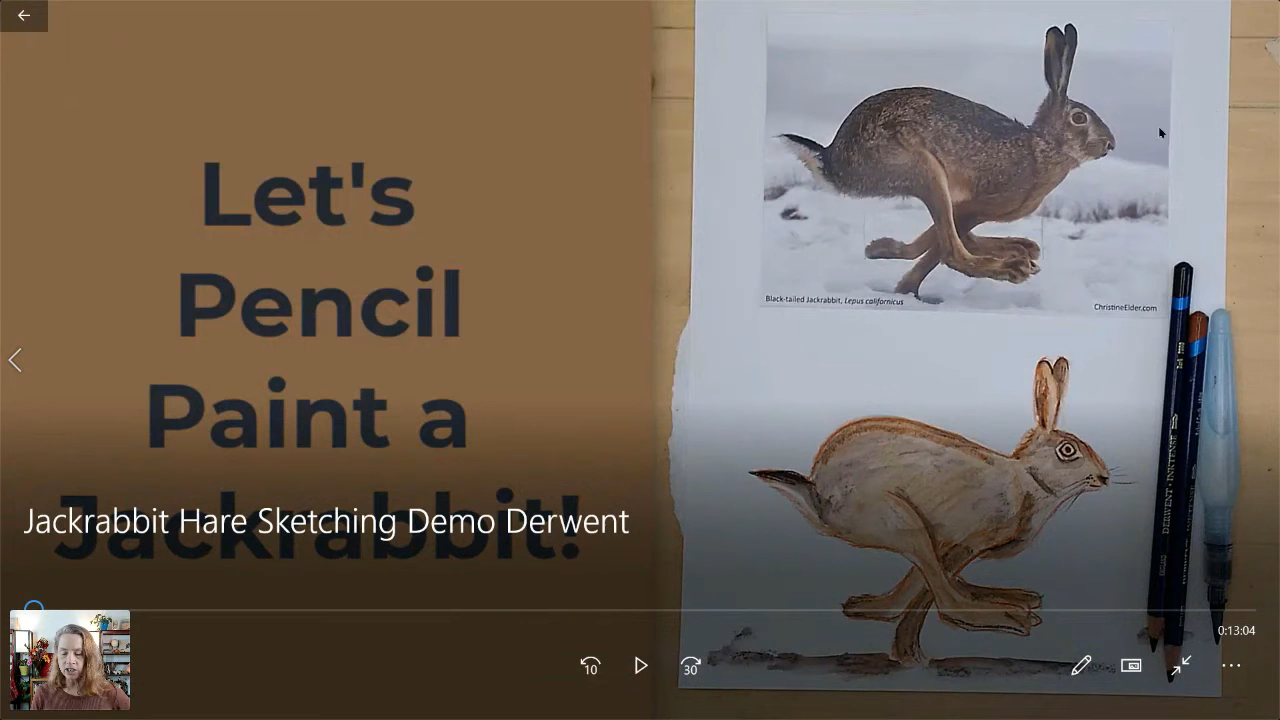 Let's
Pencil
Paint a
Jackrabbit!
Jackrabbit Hare Sketching Demo Derwent
Black-tailed Jackrabbit, Lepus californicus
ChristineElder.com
DERWENT INKTENSE
0:13:04
10
30